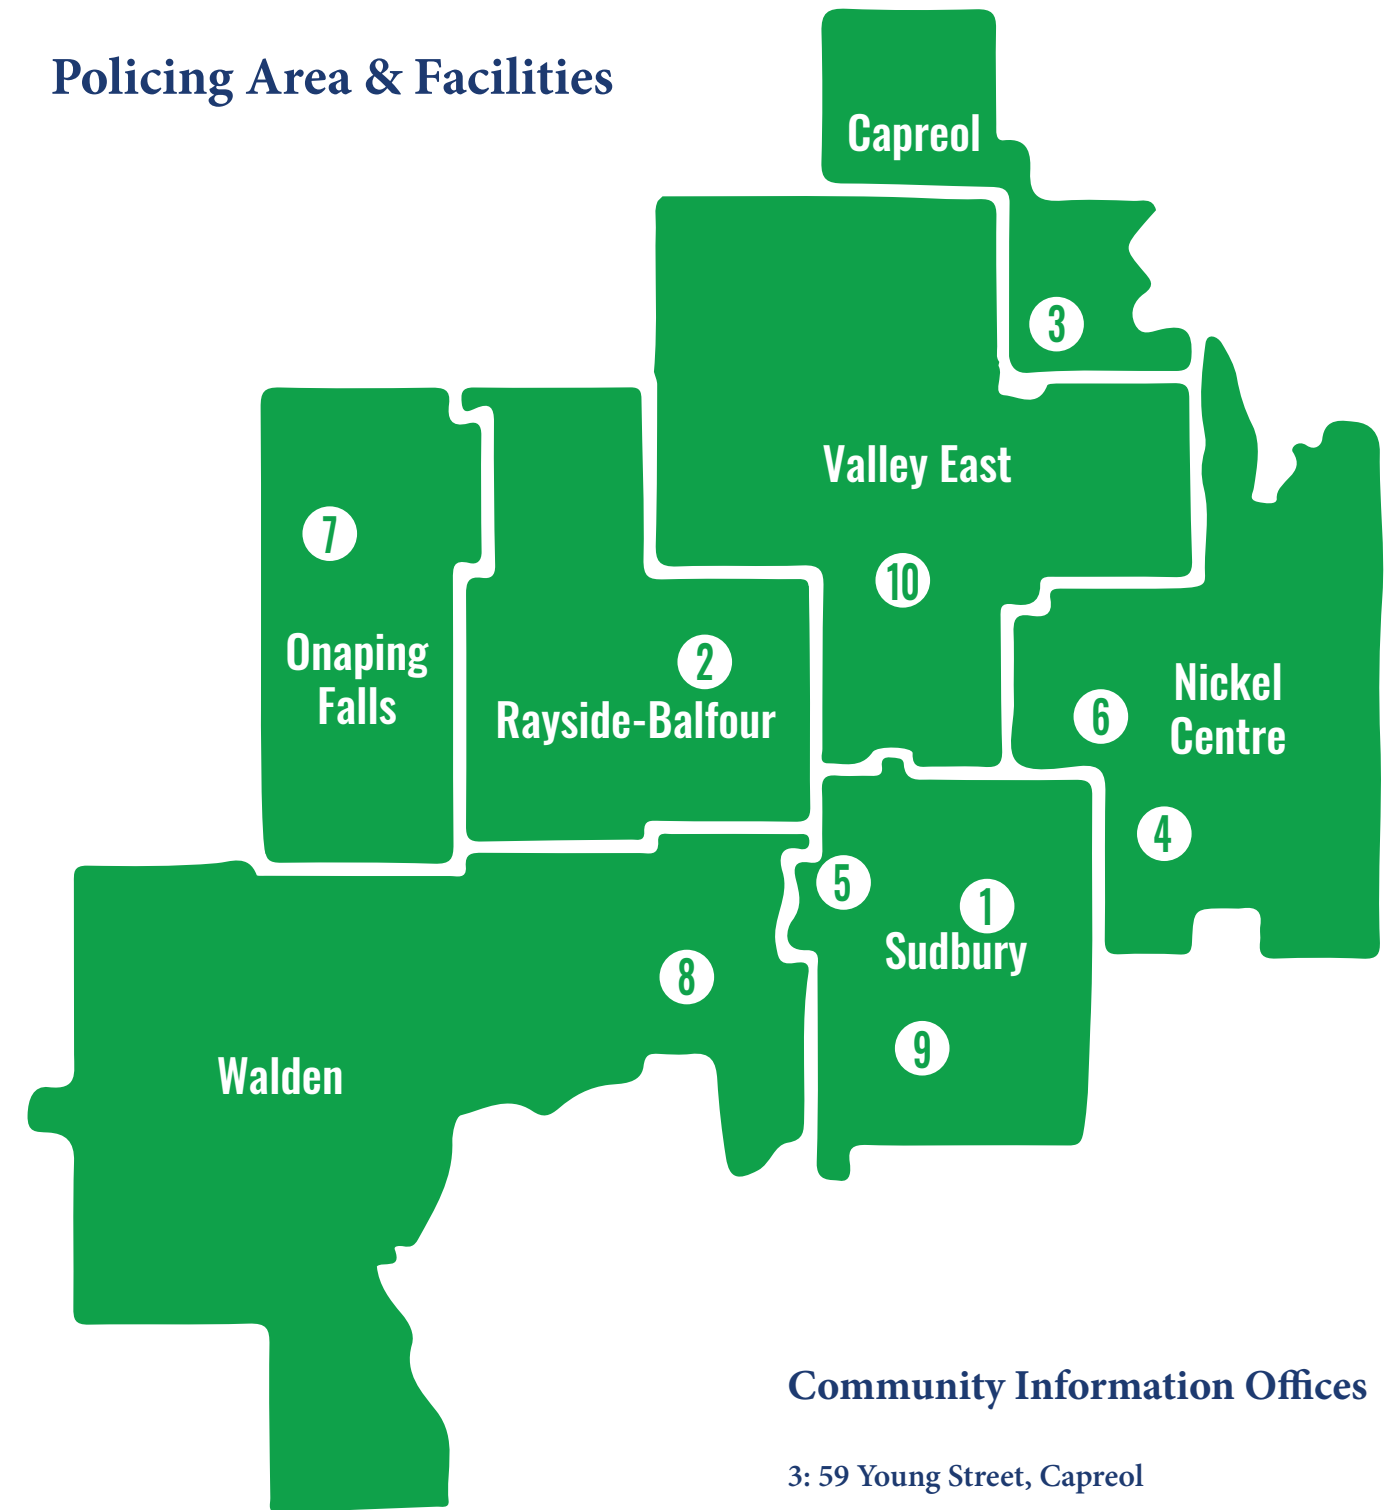 Policing Area & Facilities
Capreol
3
Valley East
7
10
Onaping
Falls
2
Rayside-Balfour
Nickel
Centre
6
4
5
1
Sudbury
8
9
Walden
Community Information Offices
3: 59 Young Street, Capreol